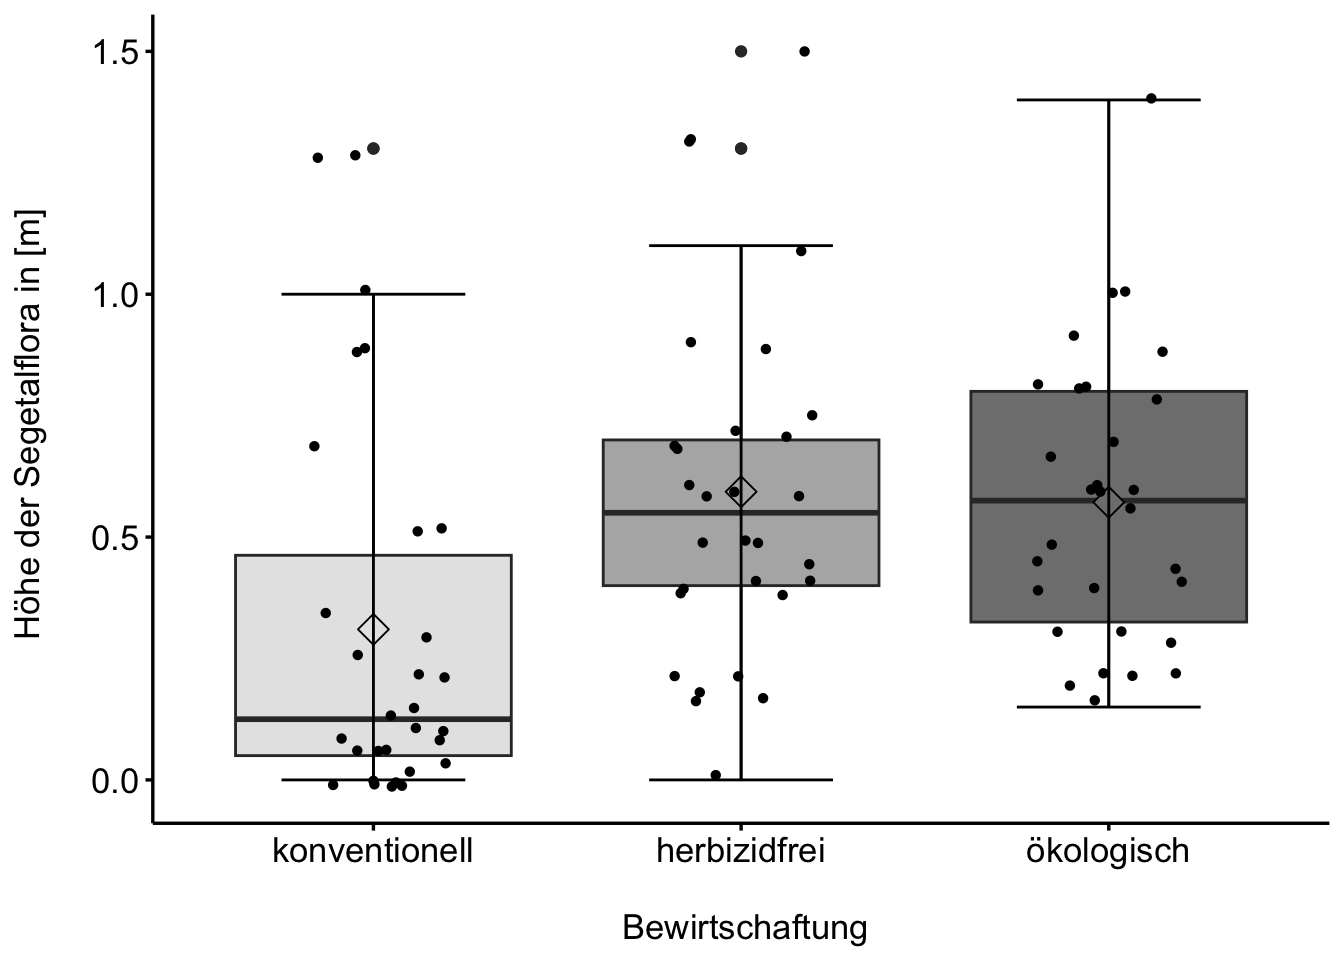 Höhe der Segetalflora in [m]
1.5
1.0
0.5
0.0
konventionell herbizidfrei ökologisch
Bewirtschaftung